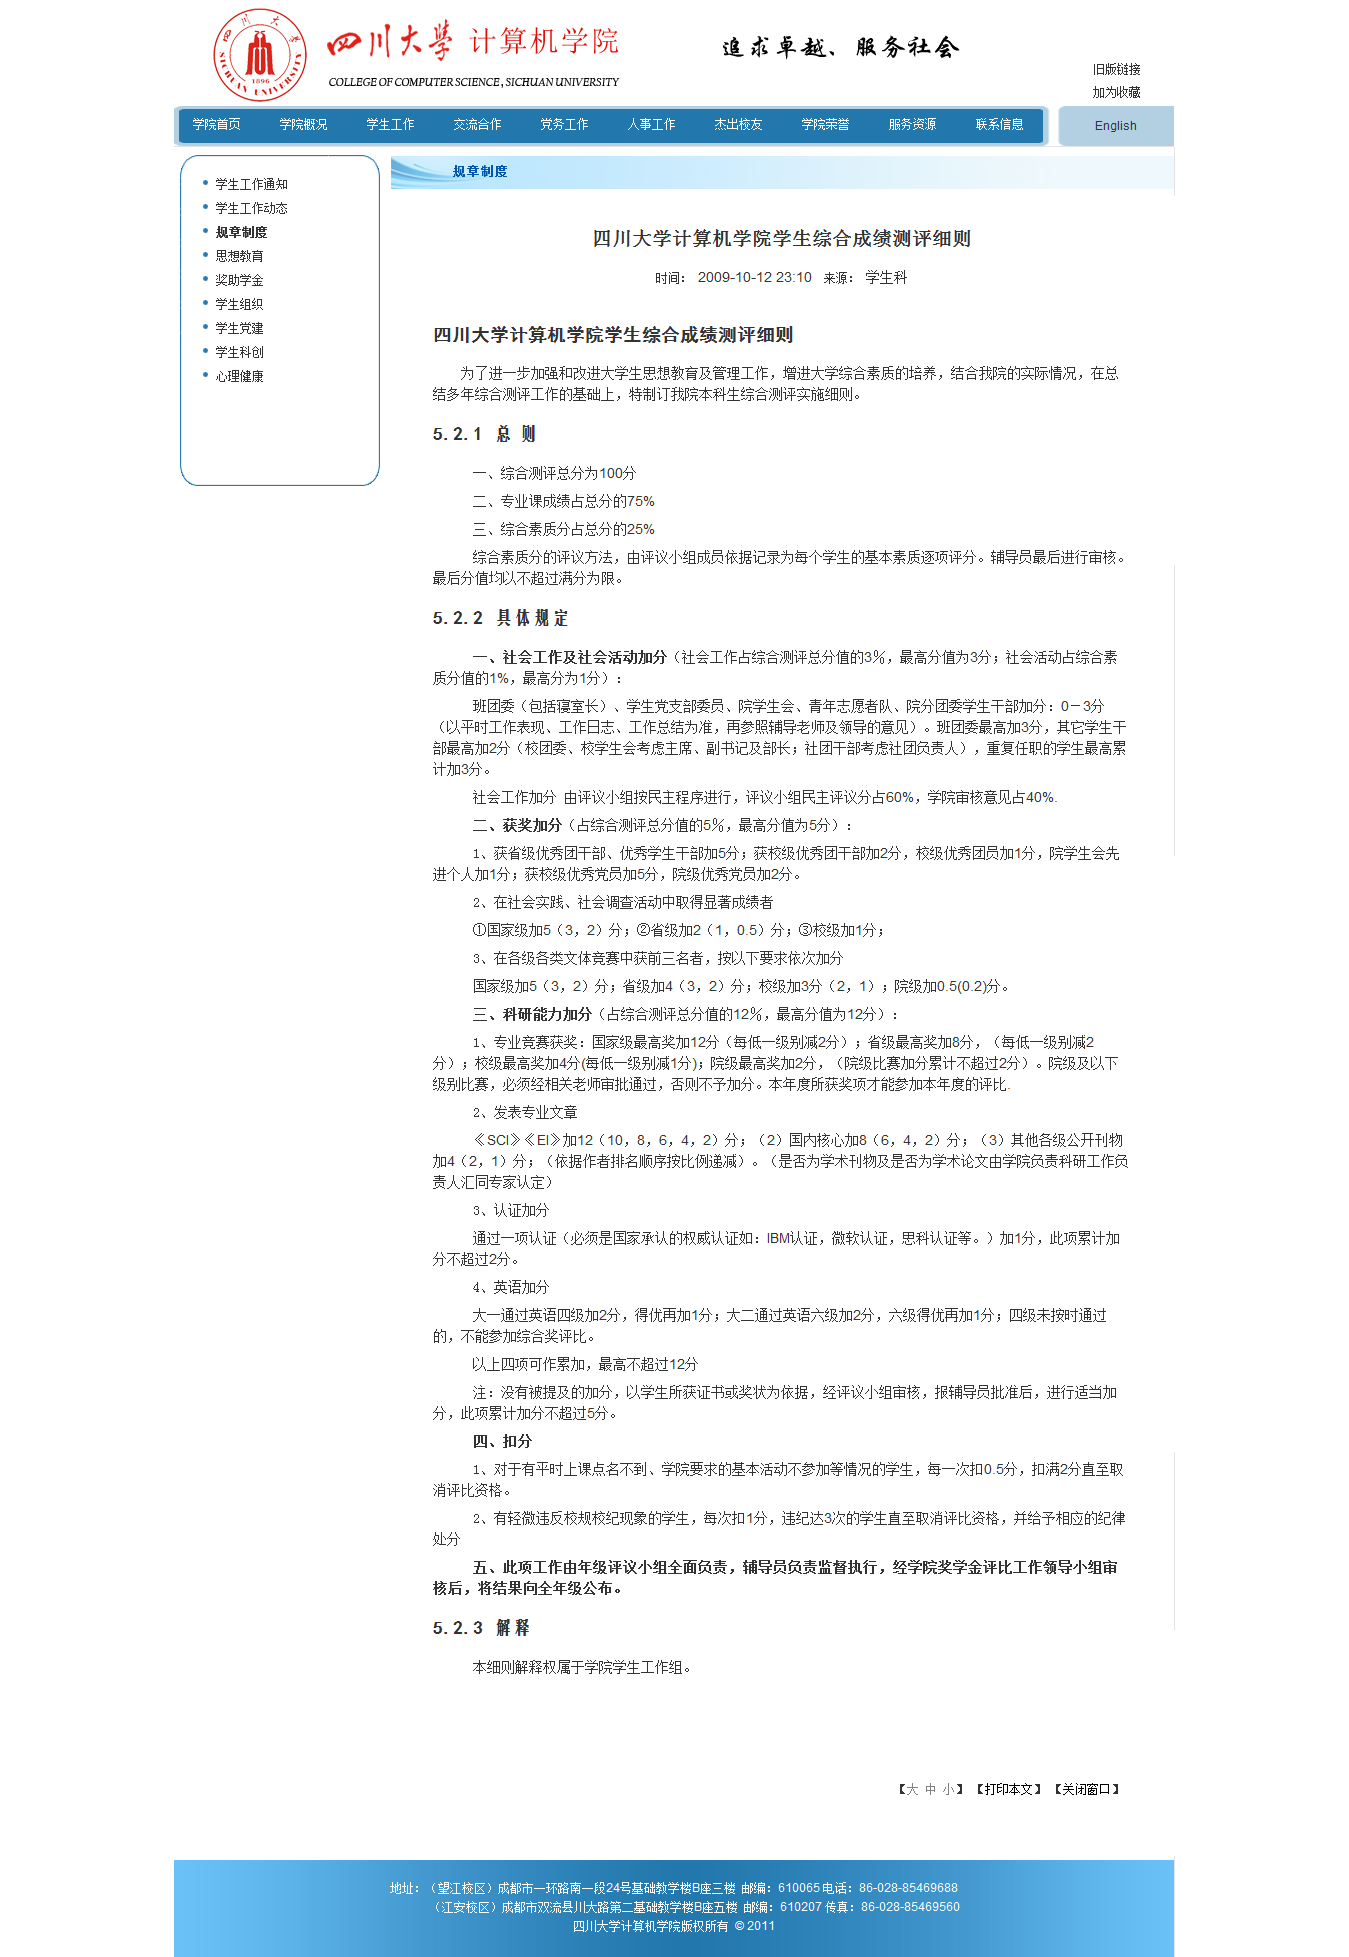 四川大学 计算机学院
COLLEGE OF COMPUTER SCIENCE, SICHUAN UNIVERSITY
SICHUAN UNIVERSITY
1896
追求卓越、服务社会
旧版链接
加为收藏
学院首页 学院概况 学生工作 交流合作 党务工作 人事工作 杰出校友 学院荣誉 服务资源 联系信息 English
学生工作通知
学生工作动态
规章制度
思想教育
奖助学金
学生组织
学生党建
学生科创
心理健康
规章制度
四川大学计算机学院学生综合成绩测评细则
时间： 2009-10-12 23:10 来源： 学生科
四川大学计算机学院学生综合成绩测评细则
为了进一步加强和改进大学生思想教育及管理工作，增进大学综合素质的培养，结合我院的实际情况，在总
结多年综合测评工作的基础上，特制订我院本科生综合测评实施细则。
5.2.1 总 则
一、综合测评总分为100分
二、专业课成绩占总分的75%
三、综合素质分占总分的25%
综合素质分的评议方法，由评议小组成员依据记录为每个学生的基本素质逐项评分。辅导员最后进行审核。
最后分值均以不超过满分为限。
5.2.2 具体规定
一、社会工作及社会活动加分（社会工作占综合测评总分值的3％，最高分值为3分；社会活动占综合素
质分值的1%，最高分为1分）：
班团委（包括寝室长）、学生党支部委员、院学生会、青年志愿者队、院分团委学生干部加分：0－3分
（以平时工作表现、工作日志、工作总结为准，再参照辅导老师及领导的意见）。班团委最高加3分，其它学生干
部最高加2分（校团委、校学生会考虑主席、副书记及部长；社团干部考虑社团负责人），重复任职的学生最高累
计加3分。
社会工作加分 由评议小组按民主程序进行，评议小组民主评议分占60%，学院审核意见占40%.
二、获奖加分（占综合测评总分值的5％，最高分值为5分）：
1、获省级优秀团干部、优秀学生干部加5分；获校级优秀团干部加2分，校级优秀团员加1分，院学生会先
进个人加1分；获校级优秀党员加5分，院级优秀党员加2分。
2、在社会实践、社会调查活动中取得显著成绩者
①国家级加5（3，2）分；②省级加2（1，0.5）分；③校级加1分；
3、在各级各类文体竞赛中获前三名者，按以下要求依次加分
国家级加5（3，2）分；省级加4（3，2）分；校级加3分（2，1）；院级加0.5(0.2)分。
三、科研能力加分（占综合测评总分值的12％，最高分值为12分）：
1、专业竞赛获奖：国家级最高奖加12分（每低一级别减2分）；省级最高奖加8分，（每低一级别减2
分）；校级最高奖加4分(每低一级别减1分)；院级最高奖加2分，（院级比赛加分累计不超过2分）。院级及以下
级别比赛，必须经相关老师审批通过，否则不予加分。本年度所获奖项才能参加本年度的评比.
2、发表专业文章
《SCI》《EI》加12（10，8，6，4，2）分；（2）国内核心加8（6，4，2）分；（3）其他各级公开刊物
加4（2，1）分；（依据作者排名顺序按比例递减）。（是否为学术刊物及是否为学术论文由学院负责科研工作负
责人汇同专家认定）
3、认证加分
通过一项认证（必须是国家承认的权威认证如：IBM认证，微软认证，思科认证等。）加1分，此项累计加
分不超过2分。
4、英语加分
大一通过英语四级加2分，得优再加1分；大二通过英语六级加2分，六级得优再加1分；四级未按时通过
的，不能参加综合奖评比。
以上四项可作累加，最高不超过12分
注：没有被提及的加分，以学生所获证书或奖状为依据，经评议小组审核，报辅导员批准后，进行适当加
分，此项累计加分不超过5分。
四、扣分
1、对于有平时上课点名不到、学院要求的基本活动不参加等情况的学生，每一次扣0.5分，扣满2分直至取
消评比资格。
2、有轻微违反校规校纪现象的学生，每次扣1分，违纪达3次的学生直至取消评比资格，并给予相应的纪律
处分
五、此项工作由年级评议小组全面负责，辅导员负责监督执行，经学院奖学金评比工作领导小组审
核后，将结果向全年级公布。
5.2.3 解释
本细则解释权属于学院学生工作组。
【大 中 小】 【打印本文】 【关闭窗口】
地址：（望江校区）成都市一环路南一段24号基础教学楼B座三楼 邮编：610065 电话：86-028-85469688
（江安校区）成都市双流县川大路第二基础教学楼B座五楼 邮编：610207 传真：86-028-85469560
四川大学计算机学院版权所有 © 2011